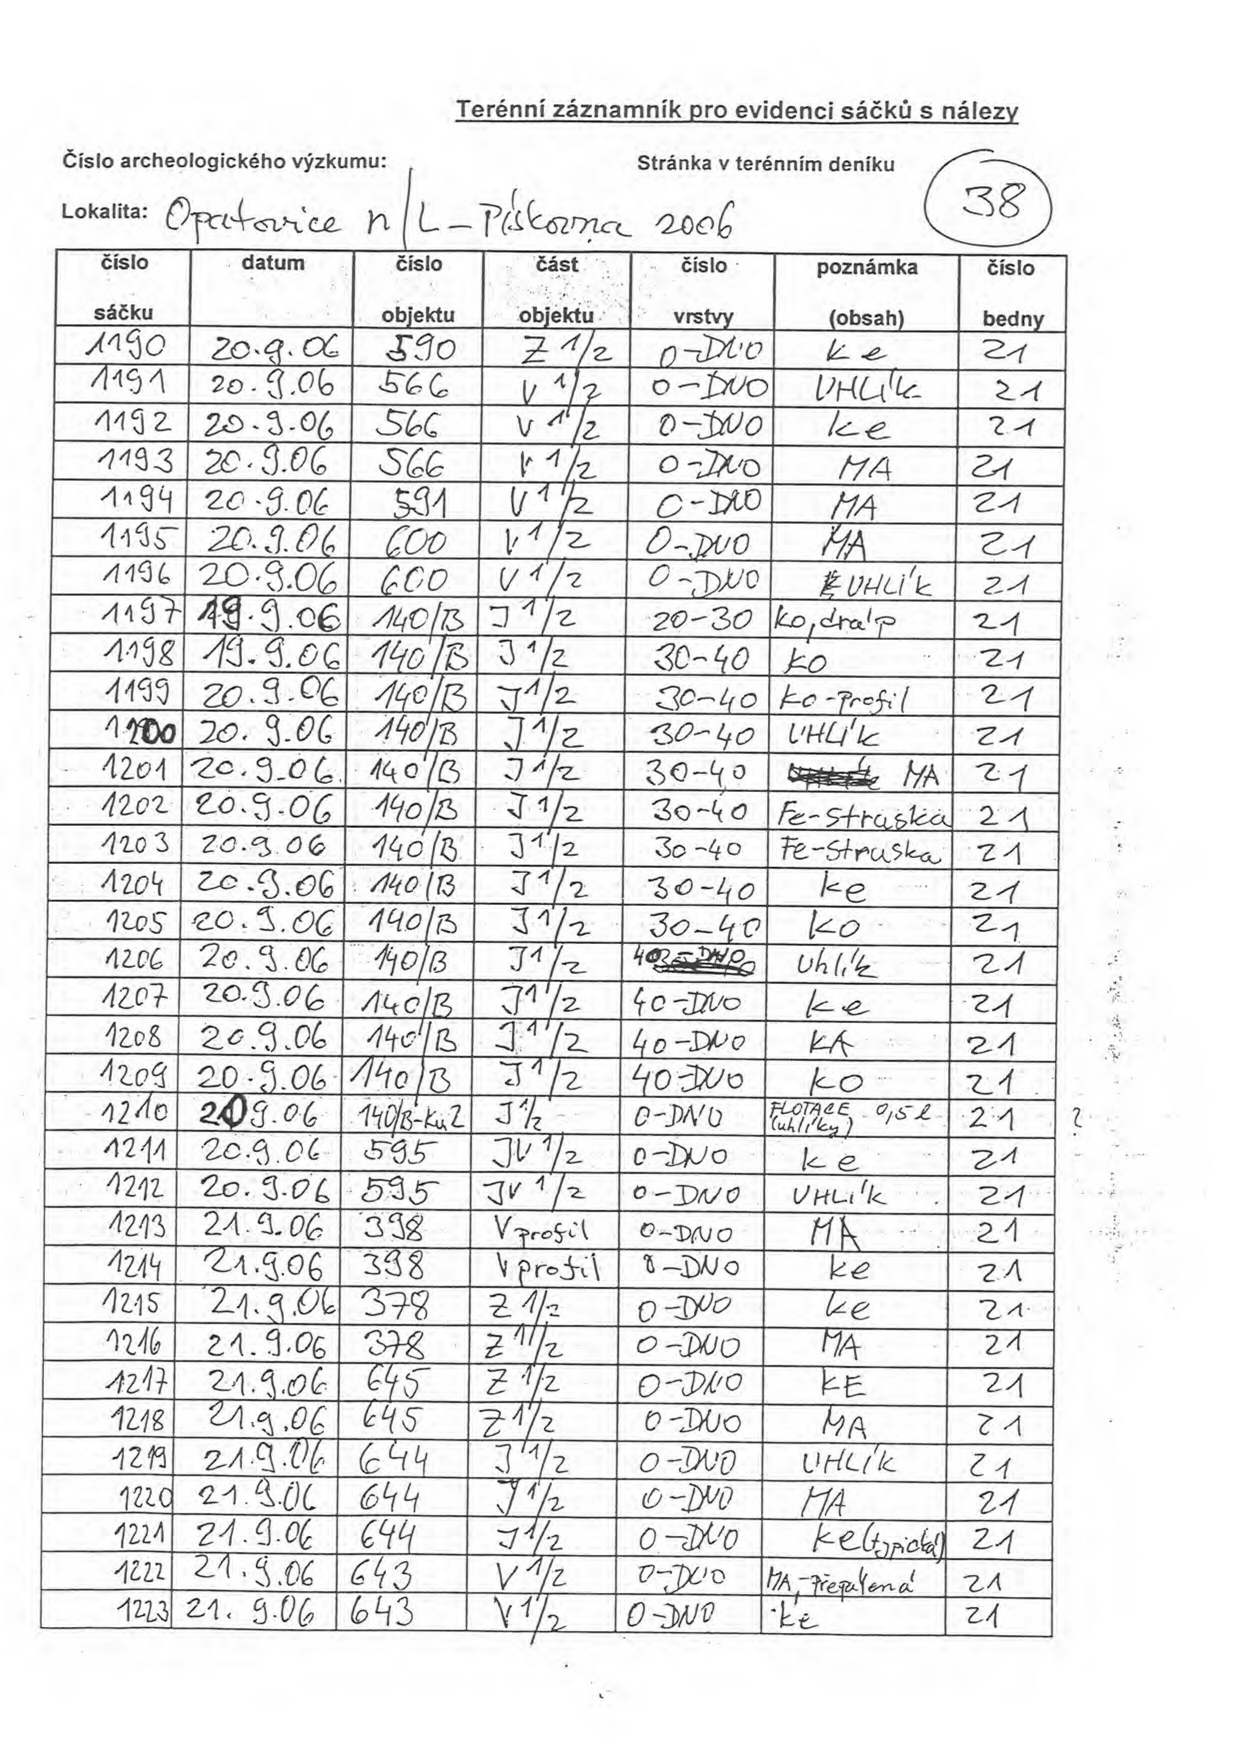 Terénní záznamník pro evidenci sáčků s nálezy
Číslo archeologického výzkumu: Stránka v terénním deníku 38
Lokalita: Opatovice n/L – Pískovna 2006
číslo sáčku datum číslo objektu část objektu číslo vrstvy poznámka (obsah) číslo bedny
1190 20.9.06 590 Z 1/2 0-DNO ke 21
1191 20.9.06 566 V 1/2 0-DNO UHLÍK 21
1192 20.9.06 566 V 1/2 0-DNO ke 21
1193 20.9.06 566 V 1/2 0-DNO MA 21
1194 20.9.06 591 V 1/2 0-DNO MA 21
1195 20.9.06 600 V 1/2 0-DNO MA 21
1196 20.9.06 600 V 1/2 0-DNO UHLÍK 21
1197 19.9.06 140/B J 1/2 20-30 ko, dráp 21
1198 19.9.06 140/B J 1/2 30-40 ko 21
1199 20.9.06 140/B J 1/2 30-40 ko-profil 21
1200 20.9.06 140/B J 1/2 30-40 UHLÍK 21
1201 20.9.06 140/B J 1/2 30-40 MA 21
1202 20.9.06 140/B J 1/2 30-40 Fe-struska 21
1203 20.9.06 140/B J 1/2 30-40 Fe-struska 21
1204 20.9.06 140/B J 1/2 30-40 ke 21
1205 20.9.06 140/B J 1/2 30-40 ko 21
1206 20.9.06 140/B J 1/2 Uhlík 21
1207 20.9.06 140/B J 1/2 40-DNO ke 21
1208 20.9.06 140/B J 1/2 40-DNO KA 21
1209 20.9.06 140/B J 1/2 40-DNO ko 21
1210 20 9.06 140/B-Ků2 J 1/2 0-DNO FLOTACE (uhlíky) 0,5 l 21 ?
1211 20.9.06 595 JV 1/2 0-DNO ke 21
1212 20.9.06 595 JV 1/2 0-DNO UHLÍK 21
1213 21.9.06 398 V profil 0-DNO MA 21
1214 21.9.06 398 V profil 0-DNO ke 21
1215 21.9.06 378 Z 1/2 0-DNO ke 21
1216 21.9.06 378 Z 1/2 0-DNO MA 21
1217 21.9.06 645 Z 1/2 0-DNO KE 21
1218 21.9.06 645 Z 1/2 0-DNO MA 21
1219 21.9.06 644 J 1/2 0-DNO UHLÍK 21
1220 21.9.06 644 J 1/2 0-DNO MA 21
1221 21.9.06 644 J 1/2 0-DNO ke (typická) 21
1222 21.9.06 643 V 1/2 0-DNO MA,-přepálená 21
1223 21.9.06 643 V 1/2 0-DNO ke 21